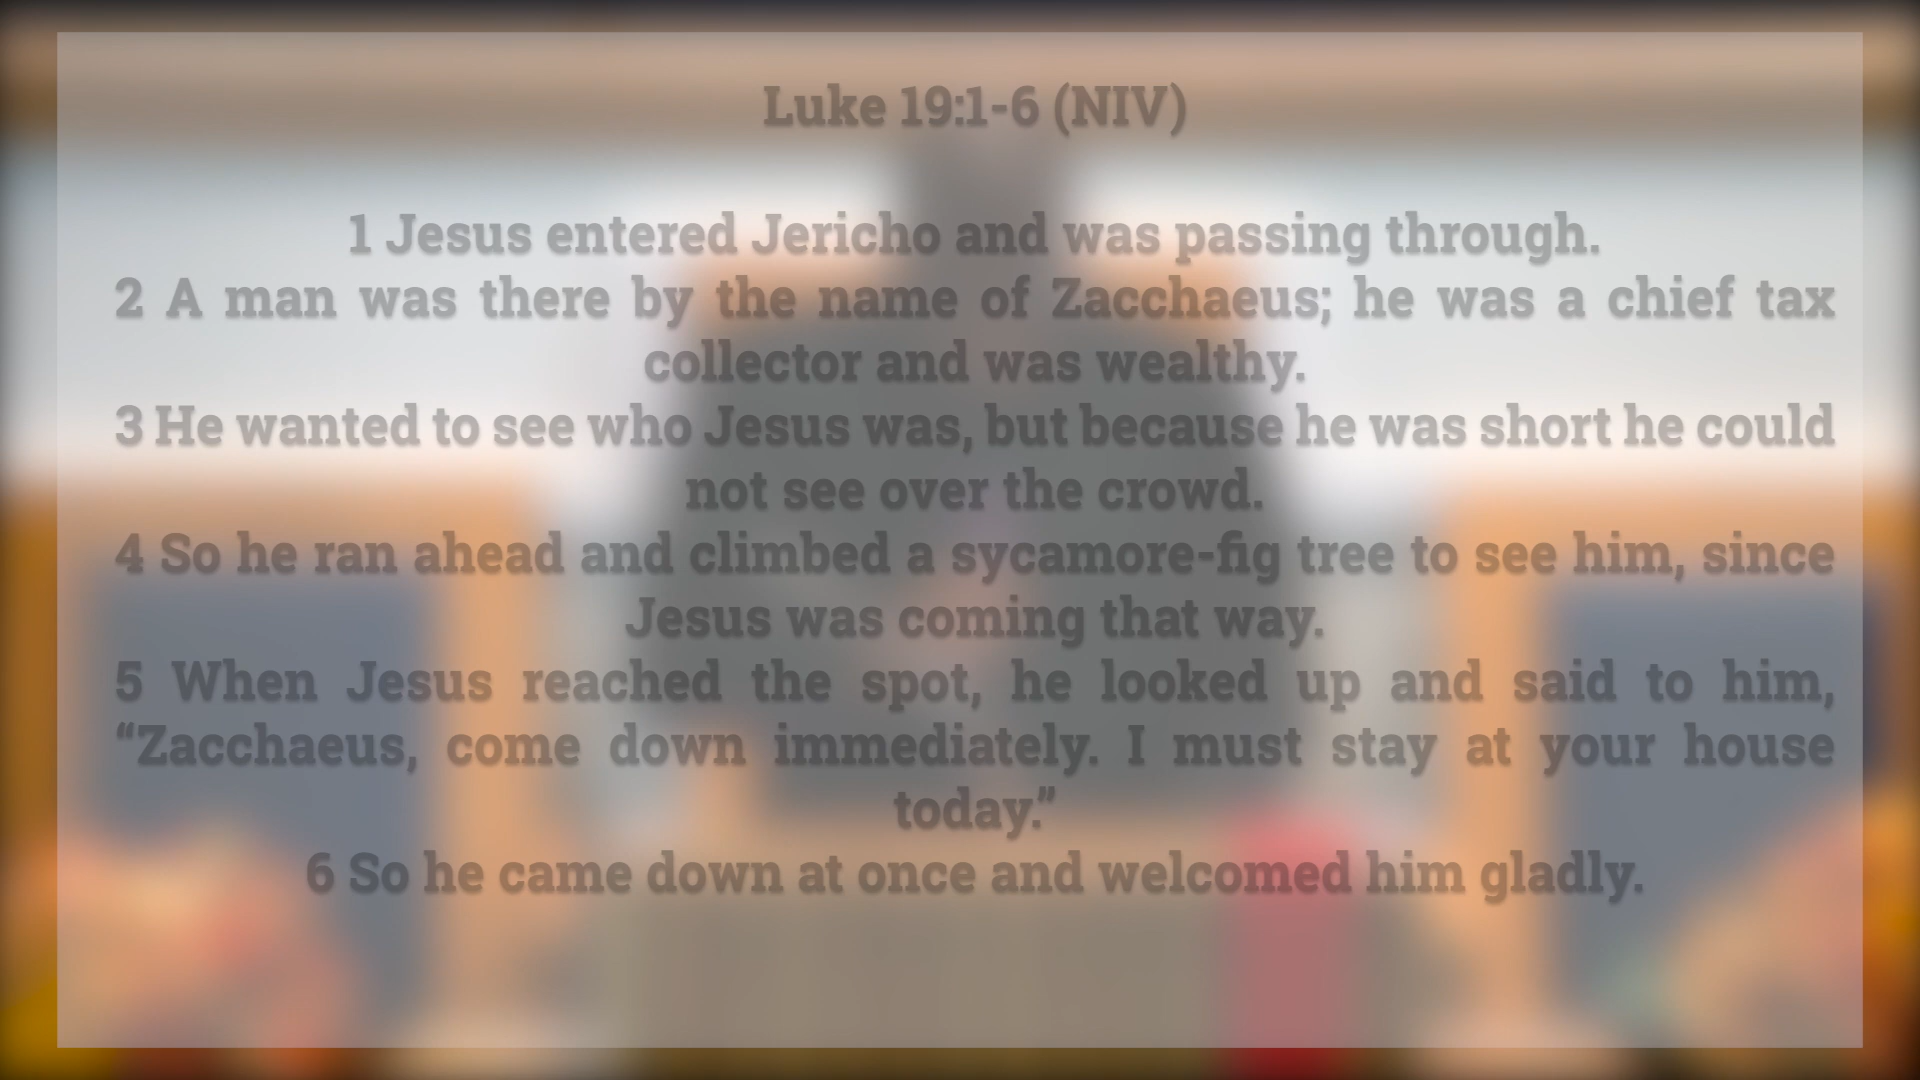 Luke 19:1-6 (NIV)
1 Jesus entered Jericho and was passing through.
2 A man was there by the name of Zacchaeus; he was a chief tax
collector and was wealthy.
3 He wanted to see who Jesus was, but because he was short he could
not see over the crowd.
4 So he ran ahead and climbed a sycamore-fig tree to see him, since
Jesus was coming that way.
5 When Jesus reached the spot, he looked up and said to him,
“Zacchaeus, come down immediately. I must stay at your house
today.”
6 So he came down at once and welcomed him gladly.